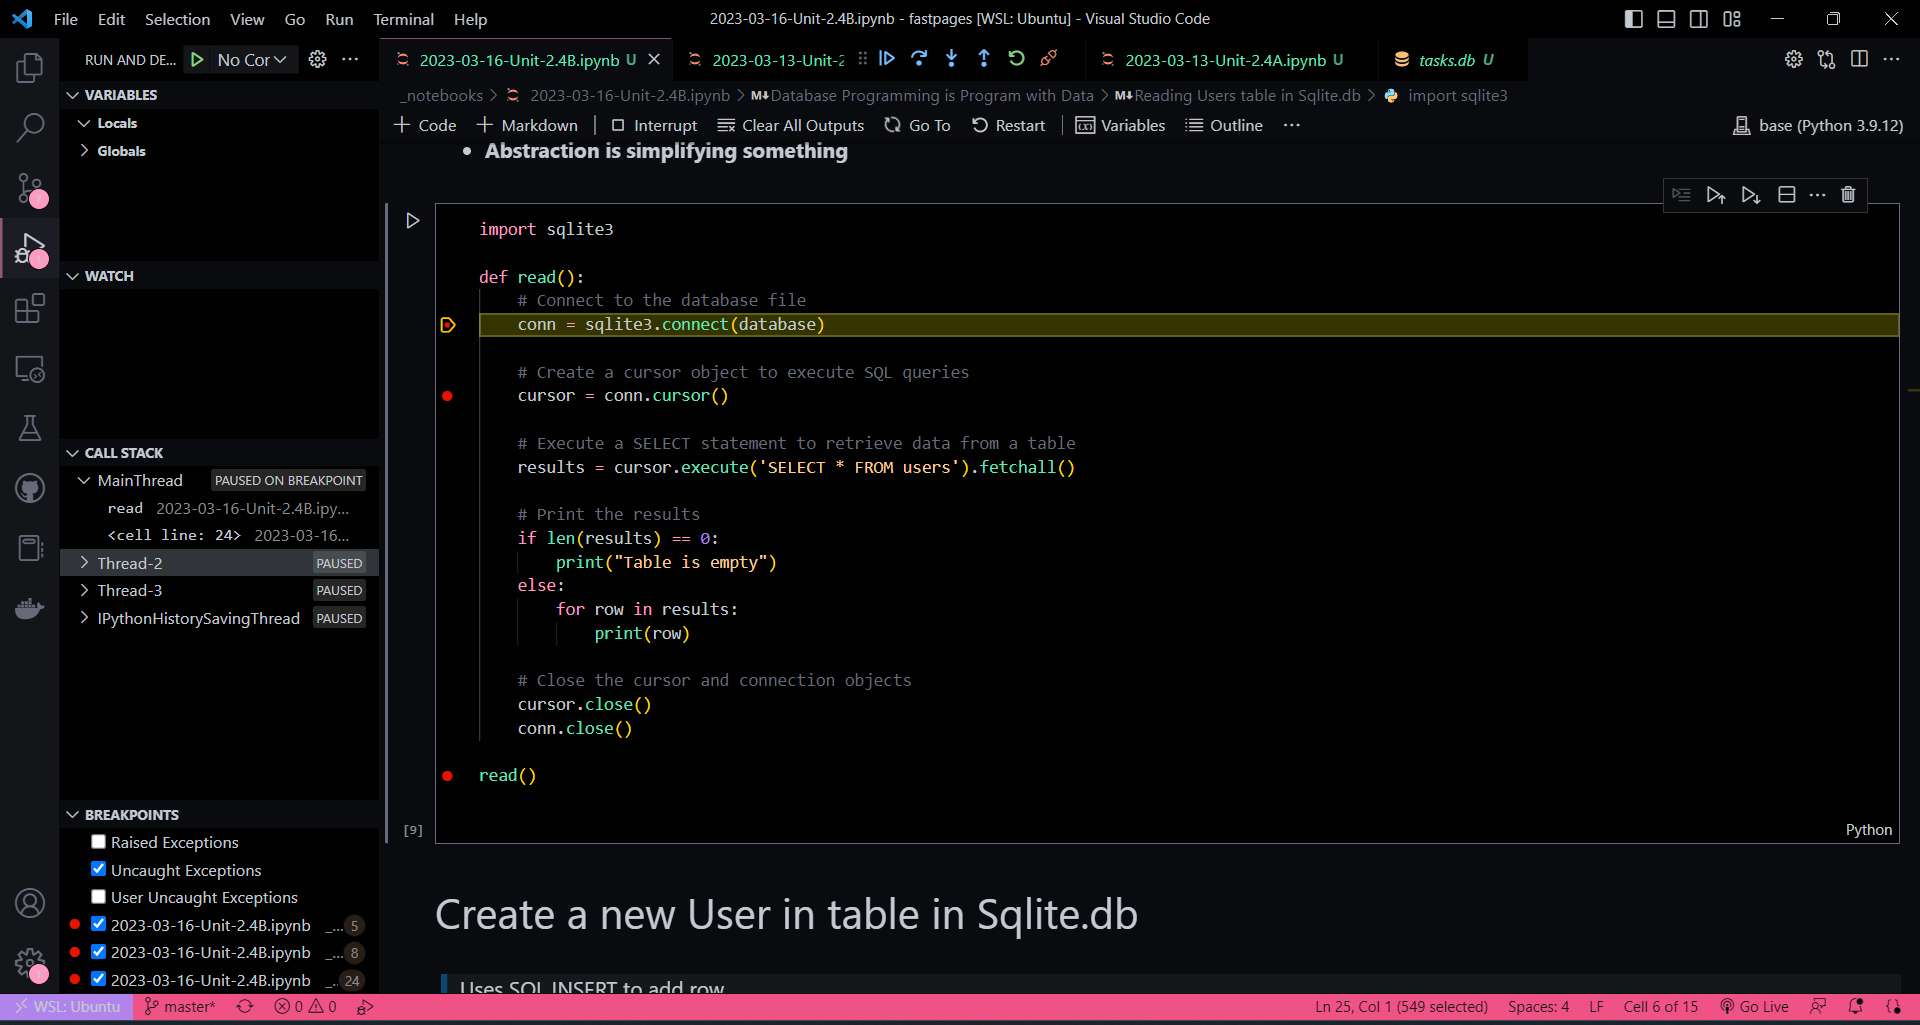 File Edit Selection View Go Run Terminal Help
2023-03-16-Unit-2.4B.ipynb - fastpages [WSL: Ubuntu] - Visual Studio Code
RUN AND DE... No Cor
2023-03-16-Unit-2.4B.ipynb U 2023-03-13-Unit-2 2023-03-13-Unit-2.4A.ipynb U tasks.db U
_notebooks > 2023-03-16-Unit-2.4B.ipynb > M↓Database Programming is Program with Data > M↓Reading Users table in Sqlite.db > import sqlite3
+ Code + Markdown Interrupt Clear All Outputs Go To Restart Variables Outline ... base (Python 3.9.12)
VARIABLES
Locals
Globals
WATCH
CALL STACK
MainThread PAUSED ON BREAKPOINT
read 2023-03-16-Unit-2.4B.ipy...
<cell line: 24> 2023-03-16...
Thread-2 PAUSED
Thread-3 PAUSED
IPythonHistorySavingThread PAUSED
BREAKPOINTS
Raised Exceptions
Uncaught Exceptions
User Uncaught Exceptions
2023-03-16-Unit-2.4B.ipynb _... 5
2023-03-16-Unit-2.4B.ipynb _... 8
2023-03-16-Unit-2.4B.ipynb _... 24
• Abstraction is simplifying something
import sqlite3
def read():
# Connect to the database file
conn = sqlite3.connect(database)
# Create a cursor object to execute SQL queries
cursor = conn.cursor()
# Execute a SELECT statement to retrieve data from a table
results = cursor.execute('SELECT * FROM users').fetchall()
# Print the results
if len(results) == 0:
print("Table is empty")
else:
for row in results:
print(row)
# Close the cursor and connection objects
cursor.close()
conn.close()
read()
[9]
Python
Create a new User in table in Sqlite.db
Uses SQL INSERT to add row
WSL: Ubuntu master* 0 0 Ln 25, Col 1 (549 selected) Spaces: 4 LF Cell 6 of 15 Go Live